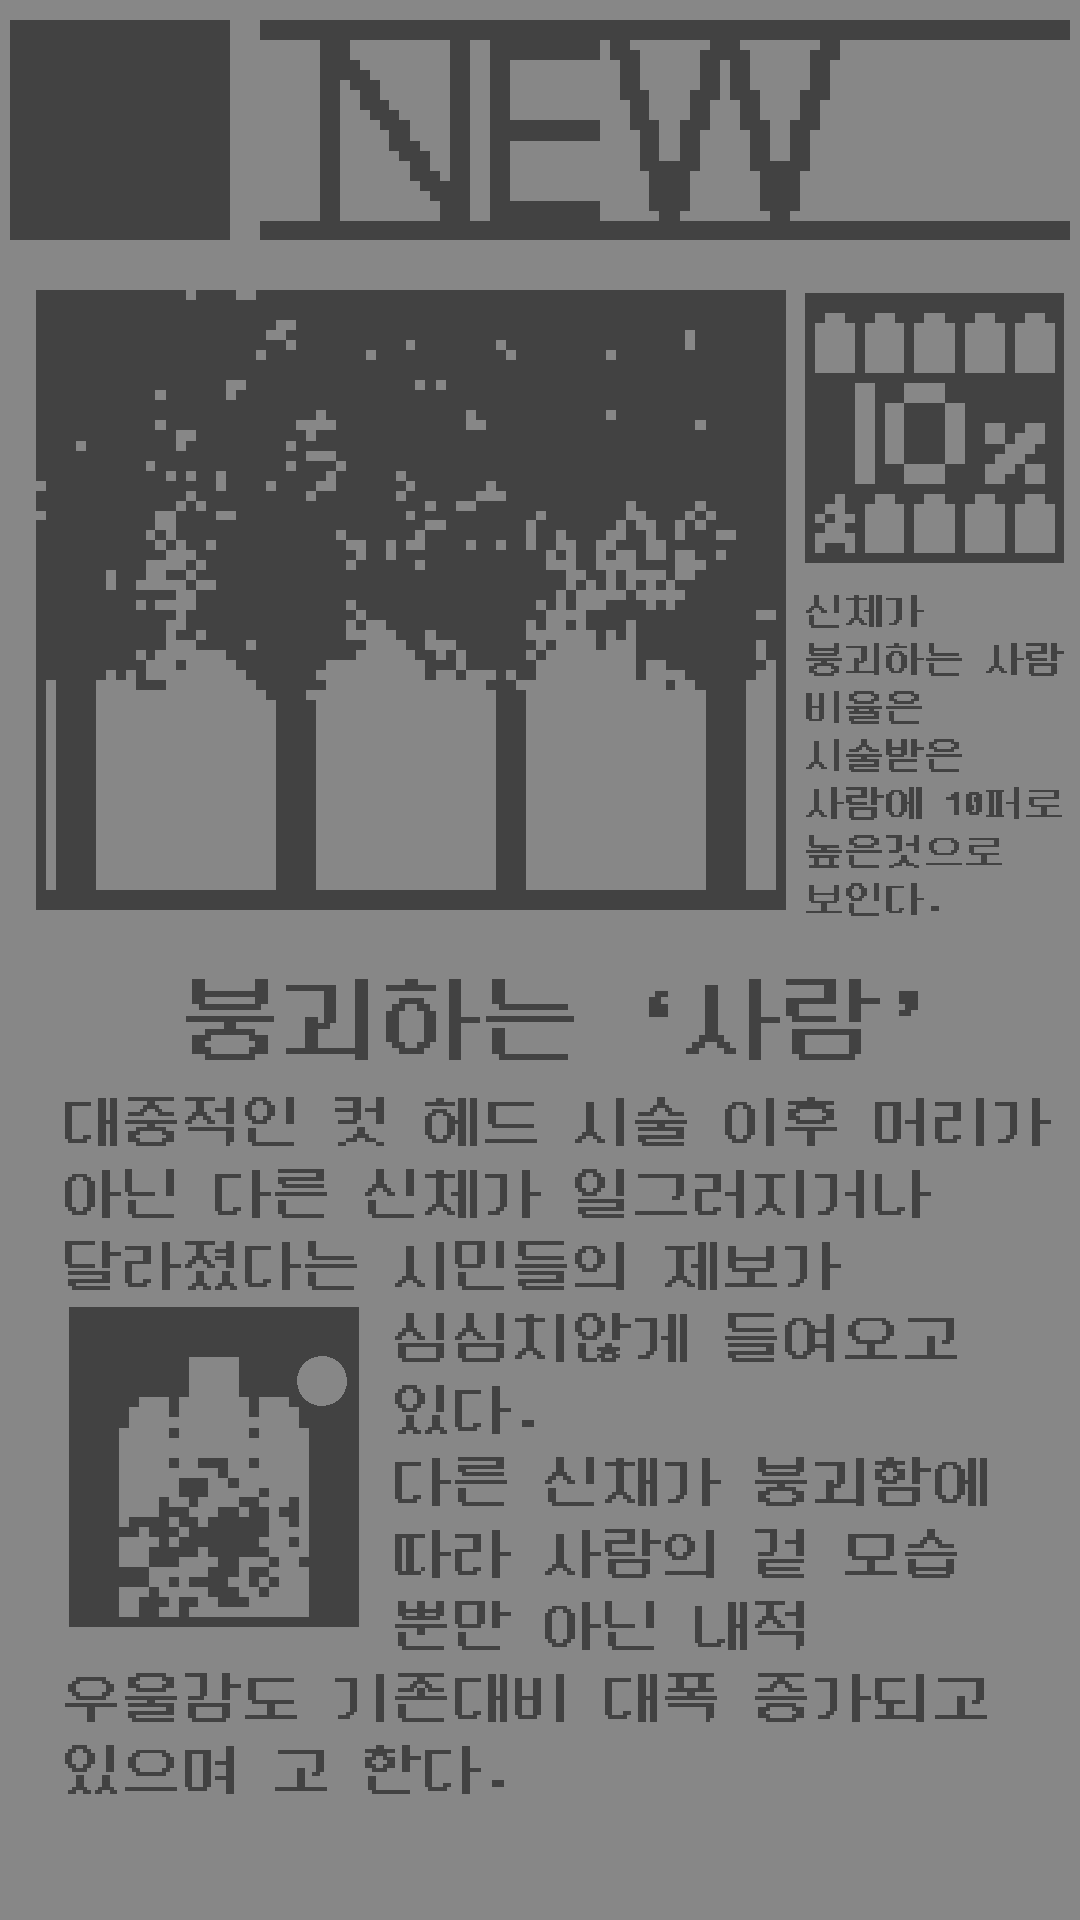 NEW
10%
신체가
붕괴하는 사람
비율은
시술받은
사람에 10퍼로
높은것으로
보인다.
붕괴하는 ‘사람’
대중적인 컷 헤드 시술 이후 머리가
아닌 다른 신체가 일그러지거나
달라졌다는 시민들의 제보가
심심치않게 들여오고
있다.
다른 신채가 붕괴함에
따라 사람의 겉 모습
뿐만 아닌 내적
우울감도 기존대비 대폭 증가되고
있으며 고 한다.